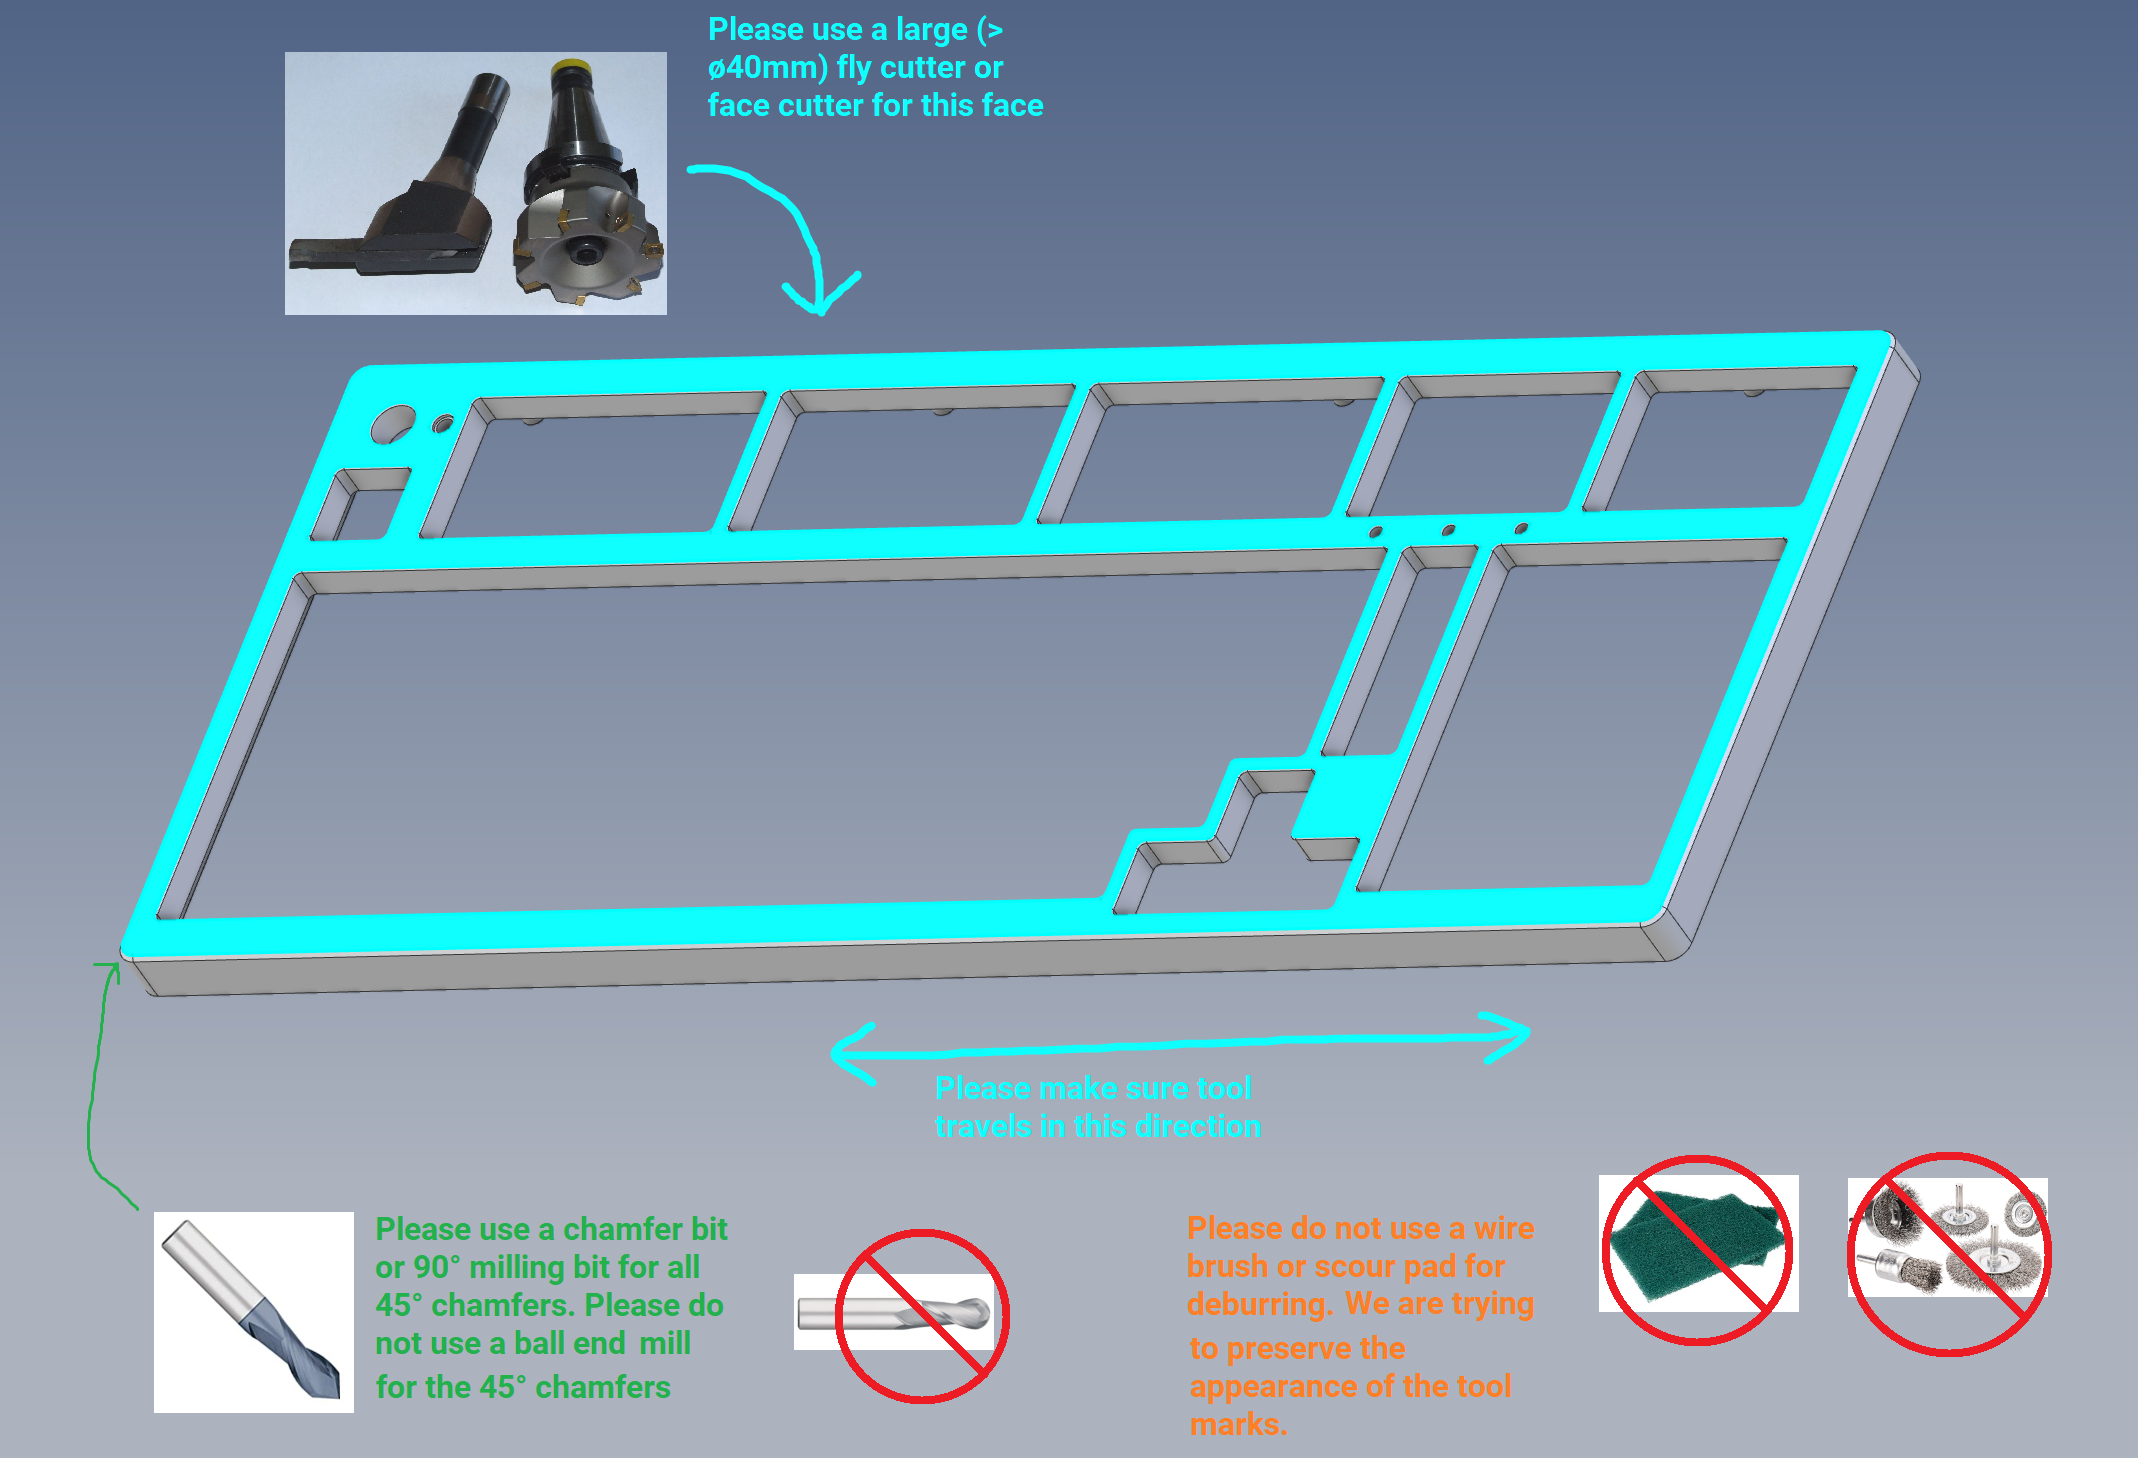 Please use a large (>
ø40mm) fly cutter or
face cutter for this face
Please make sure tool
travels in this direction
Please use a chamfer bit
or 90° milling bit for all
45° chamfers. Please do
not use a ball end mill
for the 45° chamfers
Please do not use a wire
brush or scour pad for
deburring. We are trying
to preserve the
appearance of the tool
marks.